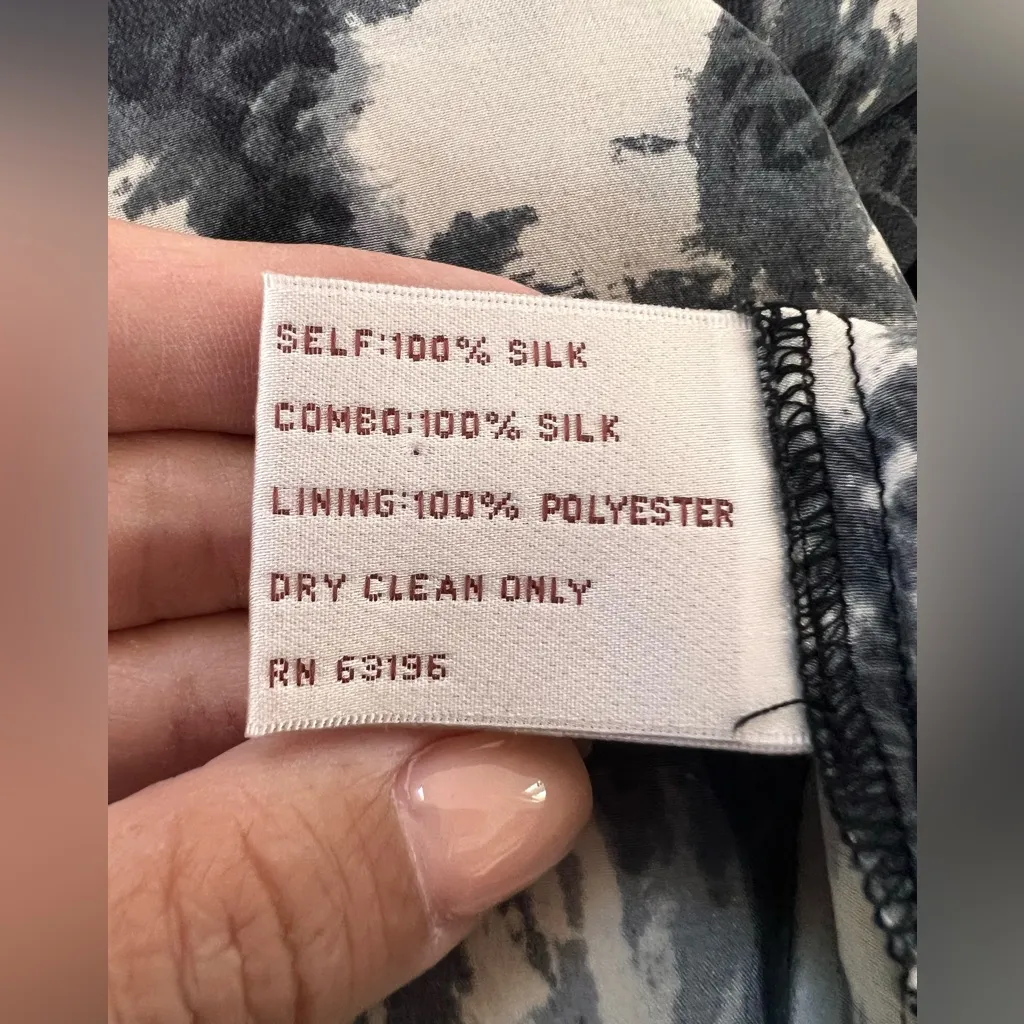 SELF:100% SILK
COMBO:100% SILK
LINING:100% POLYESTER
DRY CLEAN ONLY
RN 63196